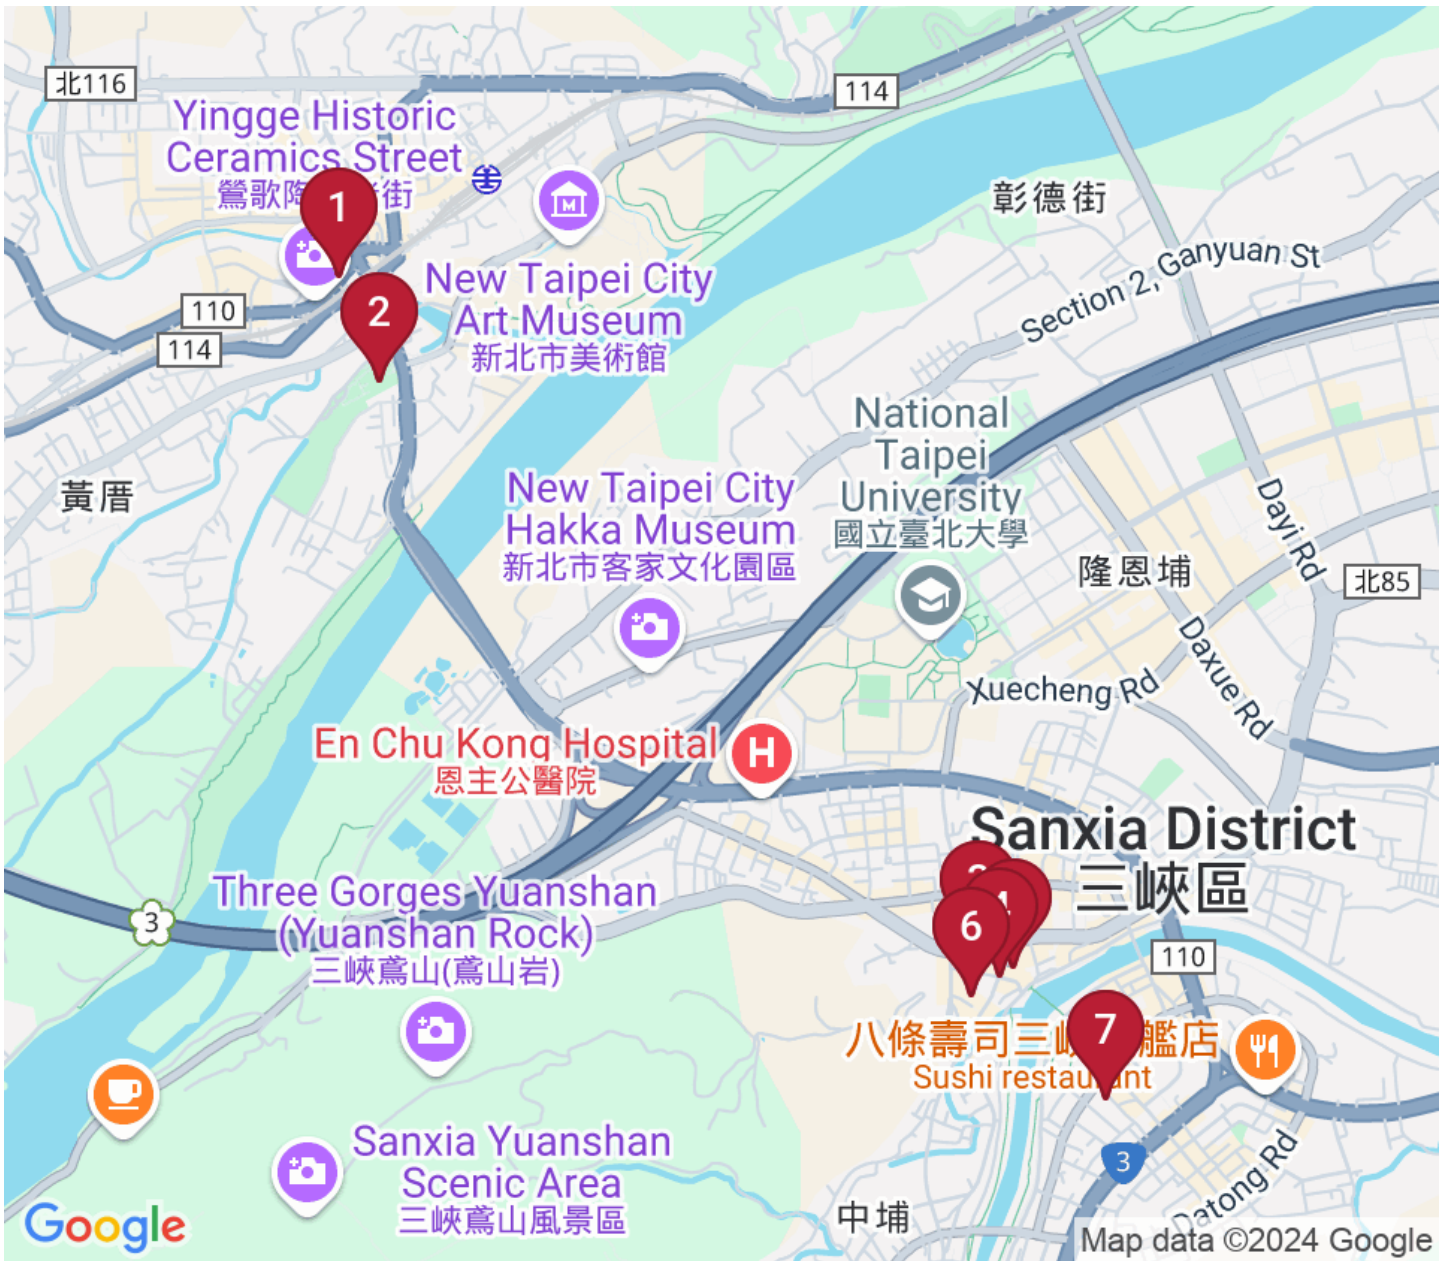 北116
114
Yingge Historic
Ceramics Street
鶯歌陶 街
1
彰德街
Section 2, Ganyuan St
New Taipei City
Art Museum
新北市美術館
110
2
114
National
Taipei
University
國立臺北大學
黃厝
New Taipei City
Hakka Museum
新北市客家文化園區
Dayi Rd
隆恩埔
北85
Daxue Rd
Xuecheng Rd
En Chu Kong Hospital
恩主公醫院
H
Sanxia District
三峽區
Three Gorges Yuanshan
(Yuanshan Rock)
三峽鳶山(鳶山岩)
3
4
6
110
7
八條壽司三峽 艦店
Sushi restaurant
Sanxia Yuanshan
Scenic Area
三峽鳶山風景區
3
Datong Rd
中埔
Google
Map data ©2024 Google